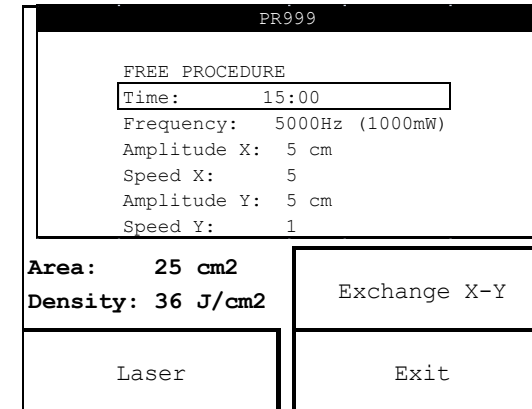 PR999
FREE PROCEDURE
Time: 15:00
Frequency: 5000Hz (1000mW)
Amplitude X: 5 cm
Speed X: 5
Amplitude Y: 5 cm
Speed Y: 1
Area: 25 cm2
Density: 36 J/cm2
Exchange X-Y
Laser
Exit